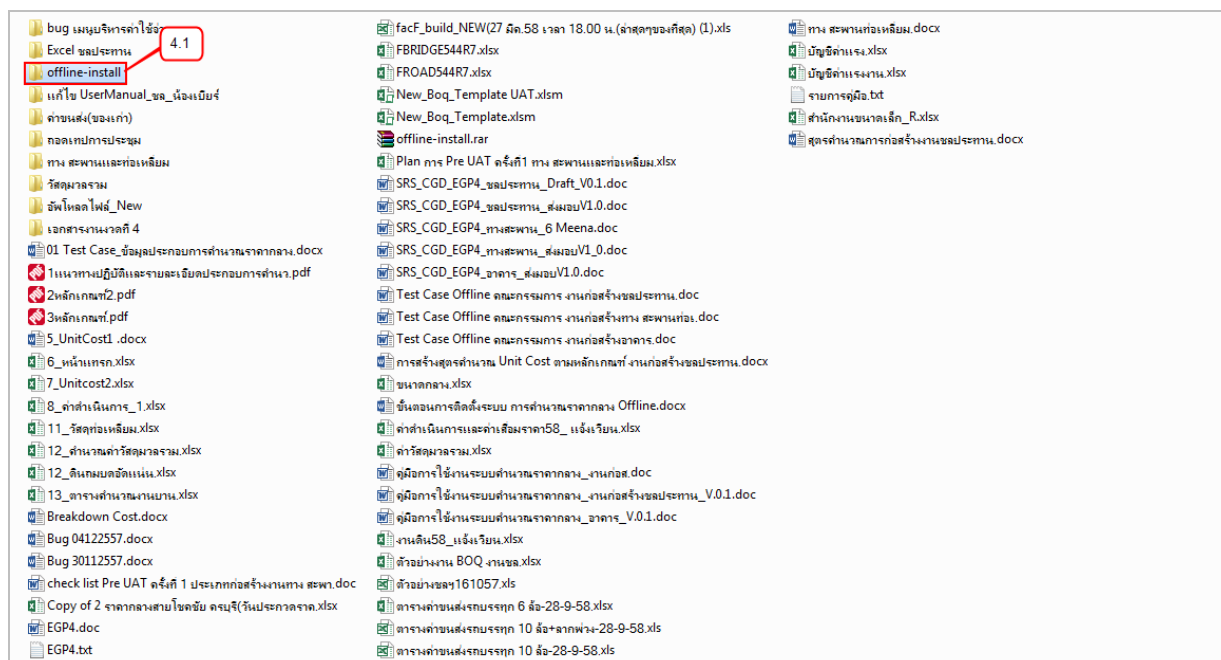 bug เมนูบริหารค่าใช้จ่า
4.1
Excel ชลประทาน
offline-install
แก้ไข UserManual_ชล_น้องเบียร์
ค่าขนส่ง(ของเก่า)
ถอดเทปการประชุม
ทาง สะพานและท่อเหลี่ยม
วัสดุมวลรวม
อัพโหลดไฟล์_New
เอกสารงานงวดที่ 4
01 Test Case_ข้อมูลประกอบการคำนวณราคากลาง.docx
1แนวทางปฏิบัติและรายละเอียดประกอบการคำนว.pdf
2หลักเกณฑ์2.pdf
3หลักเกณฑ์.pdf
5_UnitCost1 .docx
6_หน้าแทรก.xlsx
7_Unitcost2.xlsx
8_ค่าดำเนินการ_1.xlsx
11_วัสดุท่อเหลี่ยม.xlsx
12_คำนวณค่าวัสดุมวลรวม.xlsx
12_ดินถมบดอัดแน่น.xlsx
13_ตารางคำนวณงานบาน.xlsx
Breakdown Cost.docx
Bug 04122557.docx
Bug 30112557.docx
check list Pre UAT ครั้งที่ 1 ประเภทก่อสร้างงานทาง สะพา.doc
Copy of 2 ราคากลางสายโชคชัย ครบุรี(วันประกวดราค.xlsx
EGP4.doc
EGP4.txt
facF_build_NEW(27 มีค.58 เวลา 18.00 น.(ล่าสุดๆของที่สุด) (1).xls
FBRIDGE544R7.xlsx
FROAD544R7.xlsx
New_Boq_Template UAT.xlsm
New_Boq_Template.xlsm
offline-install.rar
Plan การ Pre UAT ครั้งที่1 ทาง สะพานและท่อเหลี่ยม.xlsx
SRS_CGD_EGP4_ชลประทาน_Draft_V0.1.doc
SRS_CGD_EGP4_ชลประทาน_ส่งมอบV1.0.doc
SRS_CGD_EGP4_ทางสะพาน_6 Meena.doc
SRS_CGD_EGP4_ทางสะพาน_ส่งมอบV1_0.doc
SRS_CGD_EGP4_อาคาร_ส่งมอบV1.0.doc
Test Case Offline คณะกรรมการ งานก่อสร้างชลประทาน.doc
Test Case Offline คณะกรรมการ งานก่อสร้างทาง สะพานท่อเ.doc
Test Case Offline คณะกรรมการ งานก่อสร้างอาคาร.doc
การสร้างสูตรคำนวณ Unit Cost ตามหลักเกณฑ์ งานก่อสร้างชลประทาน.docx
ขนาดกลาง.xlsx
ขั้นตอนการติดตั้งระบบ การคำนวณราคากลาง Offline.docx
ค่าดำเนินการและค่าเสื่อมราคา58_ แจ้งเวียน.xlsx
ค่าวัสดุมวลรวม.xlsx
คู่มือการใช้งานระบบคำนวณราคากลาง_งานก่อส.doc
คู่มือการใช้งานระบบคำนวณราคากลาง_งานก่อสร้างชลประทาน_V.0.1.doc
คู่มือการใช้งานระบบคำนวณราคากลาง_อาคาร_V.0.1.doc
งานดิน58_แจ้งเวียน.xlsx
ตัวอย่างงาน BOQ งานชล.xlsx
ตัวอย่างชลฯ161057.xls
ตารางค่าขนส่งรถบรรทุก 6 ล้อ-28-9-58.xlsx
ตารางค่าขนส่งรถบรรทุก 10 ล้อ+ลากพ่วง-28-9-58.xls
ตารางค่าขนส่งรถบรรทุก 10 ล้อ-28-9-58.xls
ทาง สะพานท่อเหลี่ยม.docx
บัญชีค่าแรง.xlsx
บัญชีค่าแรงงาน.xlsx
รายการคู่มือ.txt
สำนักงานขนาดเล็ก_R.xlsx
สูตรคำนวณการก่อสร้างงานชลประทาน.docx